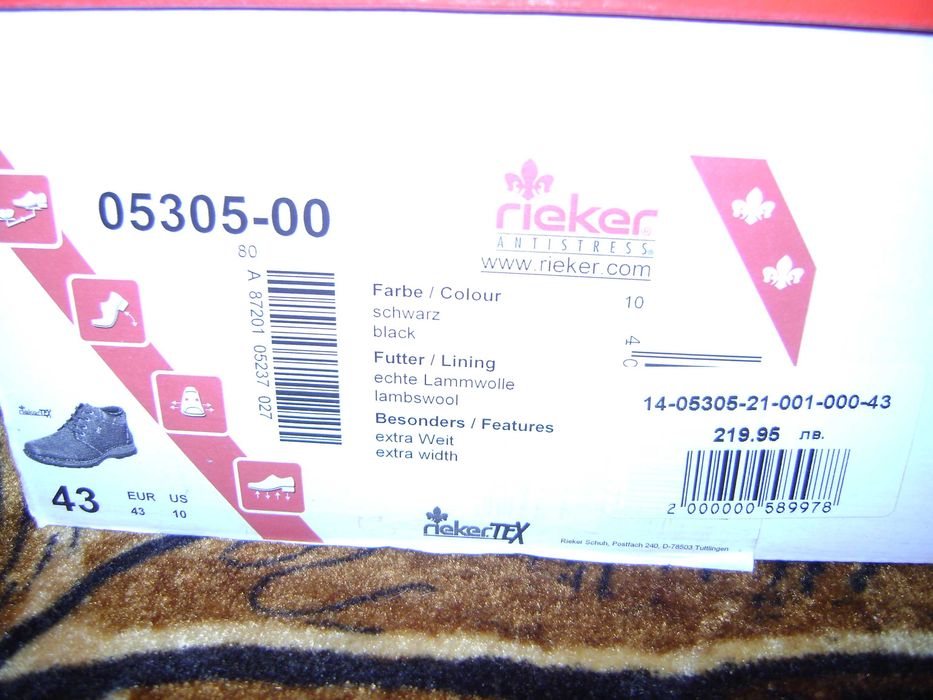 05305-00
80
A 87201 05237 027
rieker
ANTISTRESS
www.rieker.com
Farbe / Colour
schwarz
black
10
Futter / Lining
echte Lammwolle
lambswool
Besonders / Features
extra Weit
extra width
14-05305-21-001-000-43
219.95 лв.
2 000000 589978
riekerTEX
43
EUR US
43 10
riekerTEX
Rieker Schuh, Postfach 240, D-78503 Tuttlingen